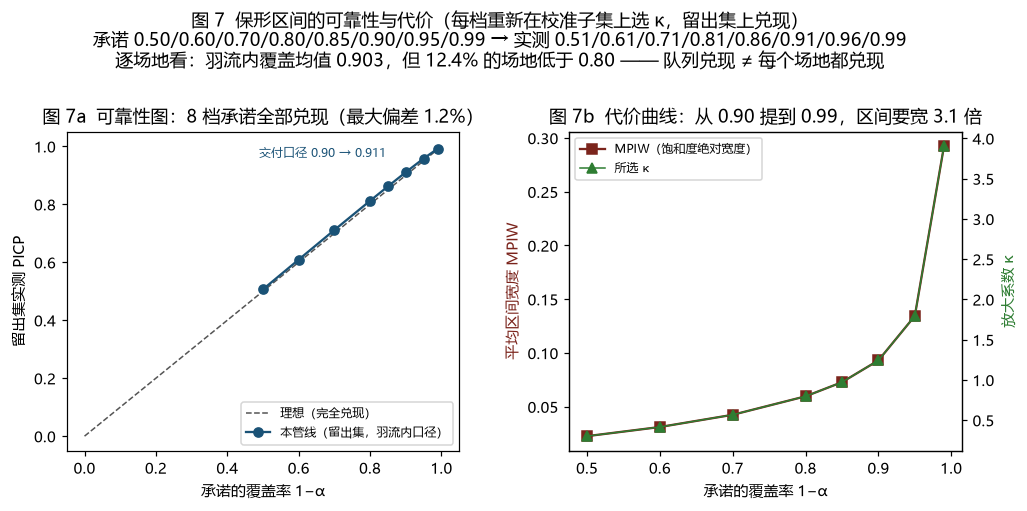 图 7  保形区间的可靠性与代价（每档重新在校准子集上选 κ，留出集上兑现）
承诺 0.50/0.60/0.70/0.80/0.85/0.90/0.95/0.99 → 实测 0.51/0.61/0.71/0.81/0.86/0.91/0.96/0.99
逐场地看：羽流内覆盖均值 0.903，但 12.4% 的场地低于 0.80 —— 队列兑现 ≠ 每个场地都兑现
图 7a  可靠性图：8 档承诺全部兑现（最大偏差 1.2%）
交付口径 0.90 → 0.911
1.0
0.8
0.6
0.4
0.2
0.0
留出集实测 PICP
理想（完全兑现）
本管线（留出集，羽流内口径）
0.0 0.2 0.4 0.6 0.8 1.0
承诺的覆盖率 1−α
图 7b  代价曲线：从 0.90 提到 0.99，区间要宽 3.1 倍
MPIW（饱和度绝对宽度）
所选 κ
0.30
0.25
0.20
0.15
0.10
0.05
平均区间宽度 MPIW
4.0
3.5
3.0
2.5
2.0
1.5
1.0
0.5
放大系数 κ
0.5 0.6 0.7 0.8 0.9 1.0
承诺的覆盖率 1−α